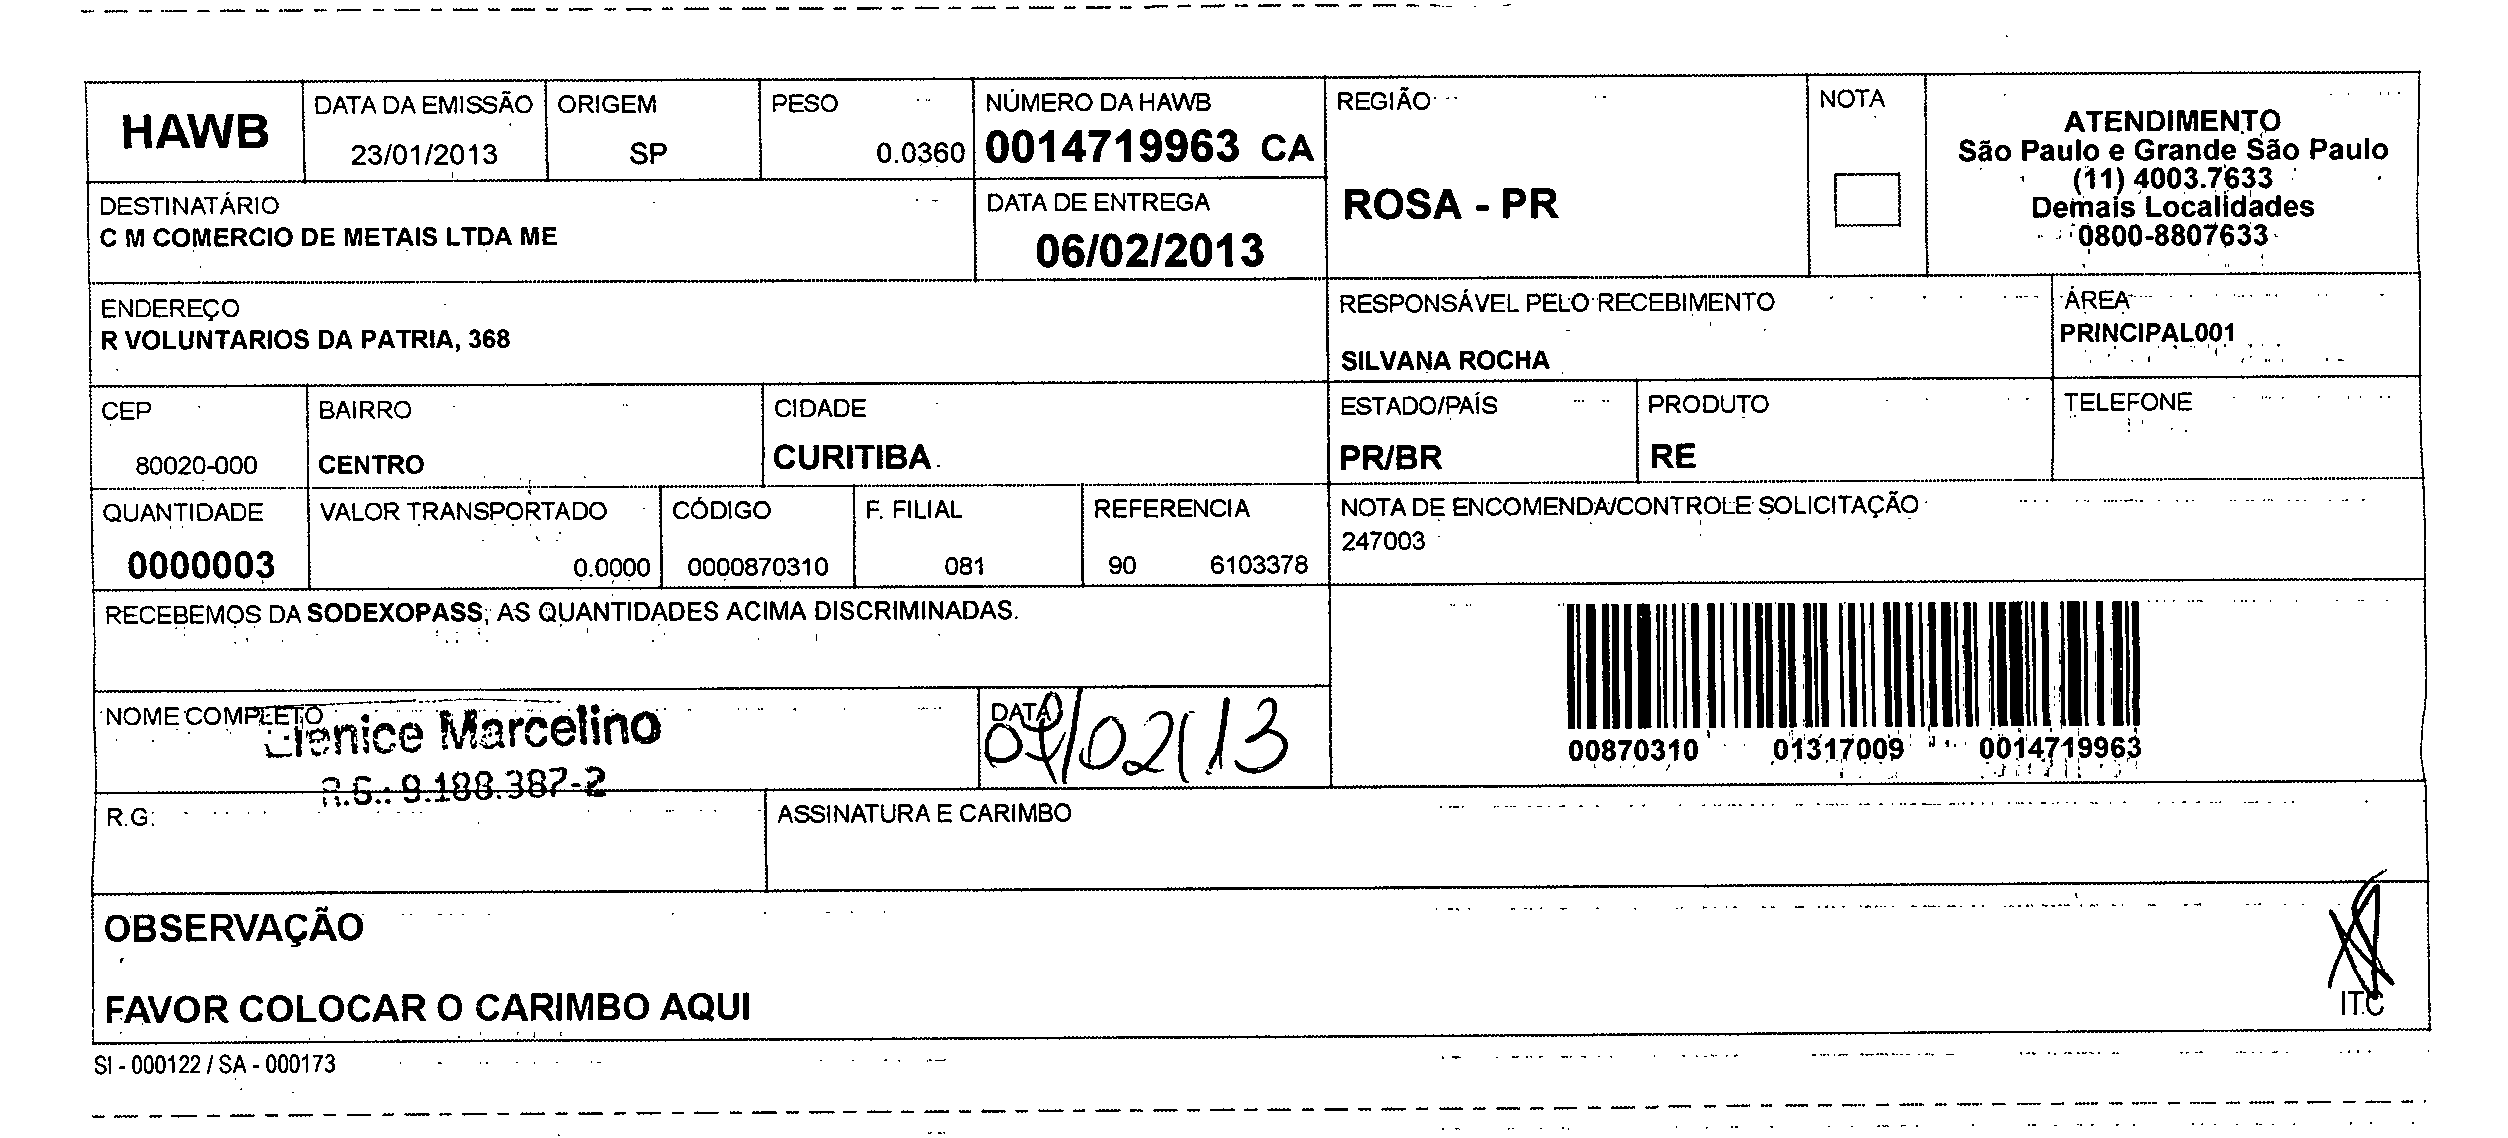 HAWB
DATA DA EMISSÃO
23/01/2013
ORIGEM
SP
PESO
0.0360
NÚMERO DA HAWB
0014719963 CA
REGIÃO
ROSA - PR
NOTA
ATENDIMENTO
São Paulo e Grande São Paulo
(11) 4003.7633
Demais Localidades
0800-8807633
DESTINATÁRIO
C M COMERCIO DE METAIS LTDA ME
DATA DE ENTREGA
06/02/2013
ENDEREÇO
R VOLUNTARIOS DA PATRIA, 368
RESPONSÁVEL PELO RECEBIMENTO
SILVANA ROCHA
ÁREA
PRINCIPAL001
CEP
80020-000
BAIRRO
CENTRO
CIDADE
CURITIBA
ESTADO/PAÍS
PR/BR
PRODUTO
RE
TELEFONE
QUANTIDADE
0000003
VALOR TRANSPORTADO
0.0000
CÓDIGO
0000870310
F. FILIAL
081
REFERENCIA
90 6103378
NOTA DE ENCOMENDA/CONTROLE SOLICITAÇÃO
247003
RECEBEMOS DA SODEXOPASS, AS QUANTIDADES ACIMA DISCRIMINADAS.
00870310 01317009 0014719963
NOME COMPLETO
Marcelino
R.G.: 9.188.387-2
DATA
/02/13
R.G:
ASSINATURA E CARIMBO
OBSERVAÇÃO
FAVOR COLOCAR O CARIMBO AQUI
ITC
SI - 000122 / SA - 000173